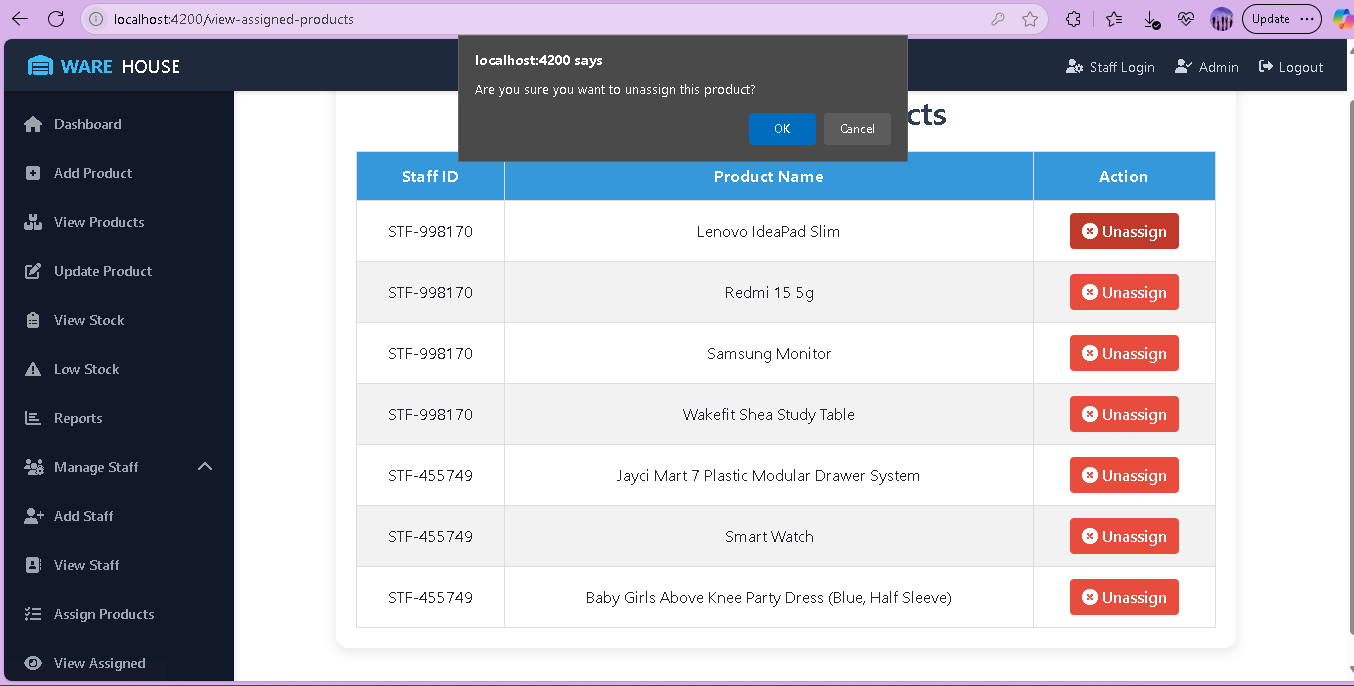 localhost:4200/view-assigned-products
Update
WARE HOUSE
Staff Login
Admin
Logout
localhost:4200 says
Are you sure you want to unassign this product?
OK
Cancel
Dashboard
Add Product
View Products
Update Product
View Stock
Low Stock
Reports
Manage Staff
Add Staff
View Staff
Assign Products
View Assigned
cts
Staff ID Product Name Action
STF-998170 Lenovo IdeaPad Slim Unassign
STF-998170 Redmi 15 5g Unassign
STF-998170 Samsung Monitor Unassign
STF-998170 Wakefit Shea Study Table Unassign
STF-455749 Jayci Mart 7 Plastic Modular Drawer System Unassign
STF-455749 Smart Watch Unassign
STF-455749 Baby Girls Above Knee Party Dress (Blue, Half Sleeve) Unassign